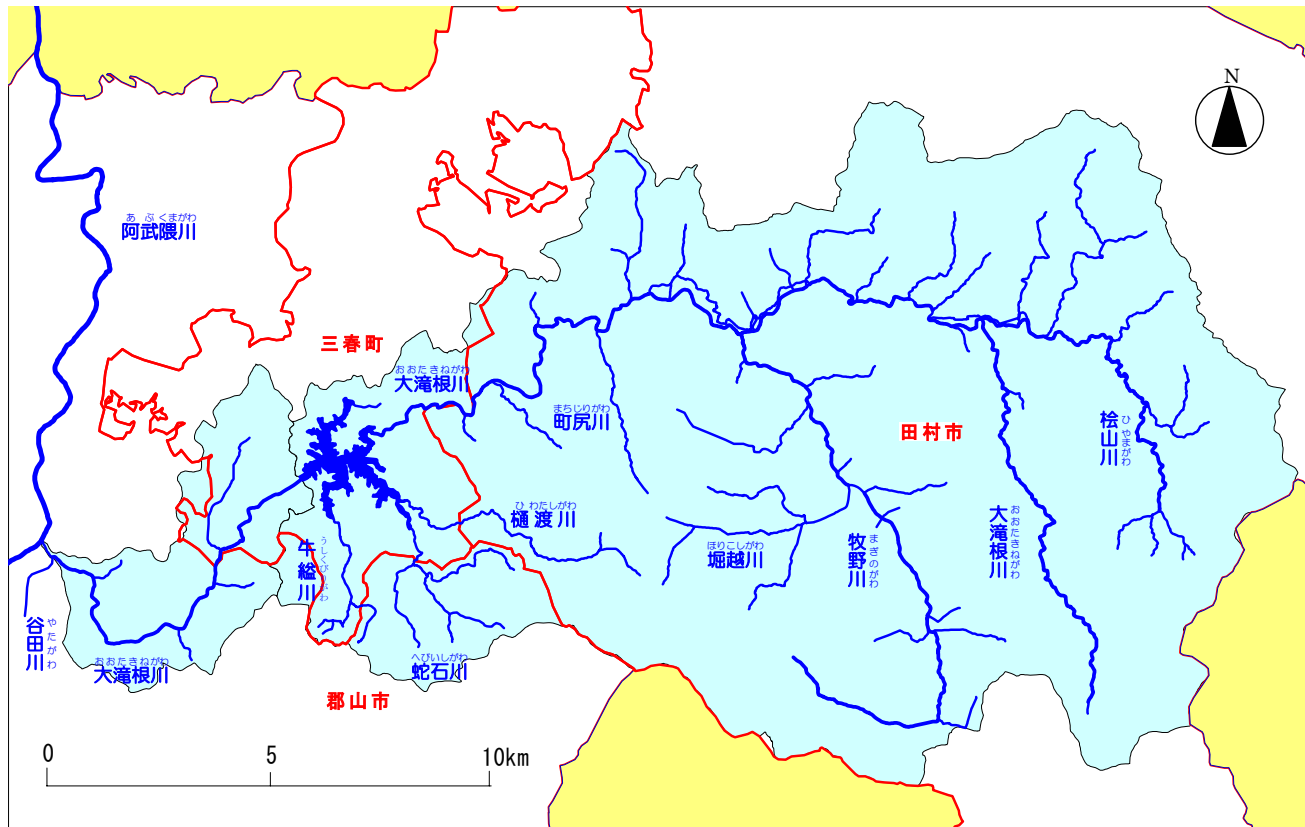 N
あぶくまがわ
阿武隈川
三春町
おおたきねがわ
大滝根川
まちじりがわ
町尻川
田村市
ひやまがわ
桧山川
ひわたしがわ
樋渡川
おおたきねがわ
大滝根川
うしくびりがわ
牛縊川
ほりこしがわ
堀越川
まぎのがわ
牧野川
やたがわ
谷田川
おおたきねがわ
大滝根川
へびいしがわ
蛇石川
郡山市
0 5 10km